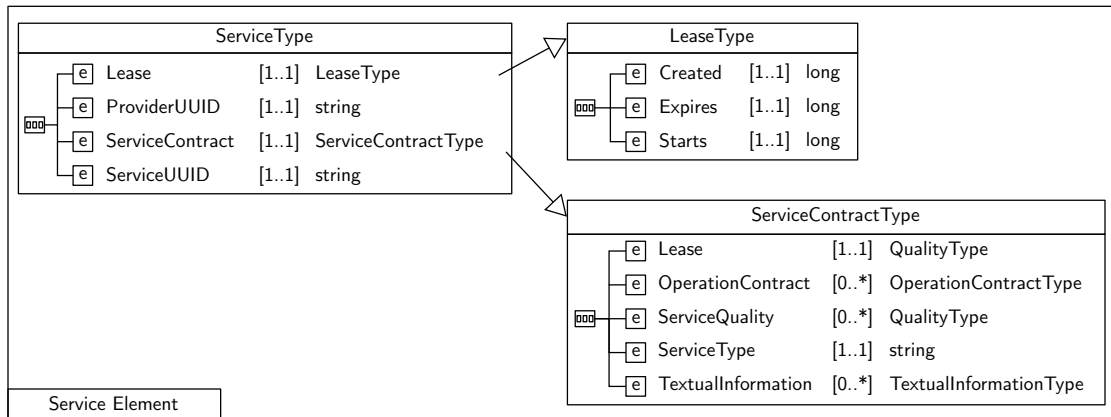 ServiceType
e Lease [1..1] LeaseType
e ProviderUUID [1..1] string
e ServiceContract [1..1] ServiceContractType
e ServiceUUID [1..1] string
LeaseType
e Created [1..1] long
e Expires [1..1] long
e Starts [1..1] long
ServiceContractType
e Lease [1..1] QualityType
e OperationContract [0..*] OperationContractType
e ServiceQuality [0..*] QualityType
e ServiceType [1..1] string
e TextualInformation [0..*] TextualInformationType
Service Element